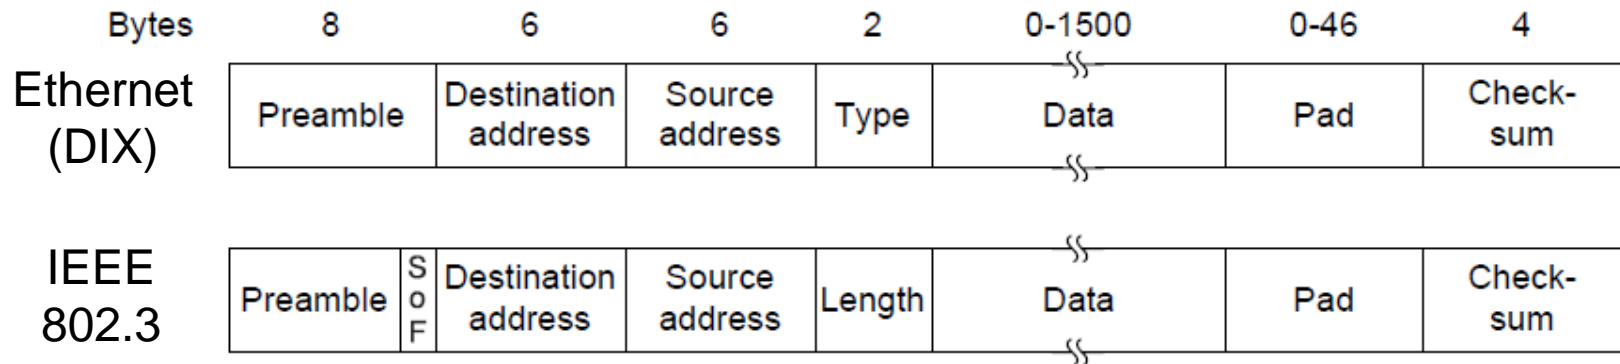 Bytes 8 6 6 2 0-1500 0-46 4
Ethernet
(DIX)
Preamble
Destination
address
Source
address
Type
Data
Pad
Check-
sum
IEEE
802.3
Preamble
S
o
F
Destination
address
Source
address
Length
Data
Pad
Check-
sum